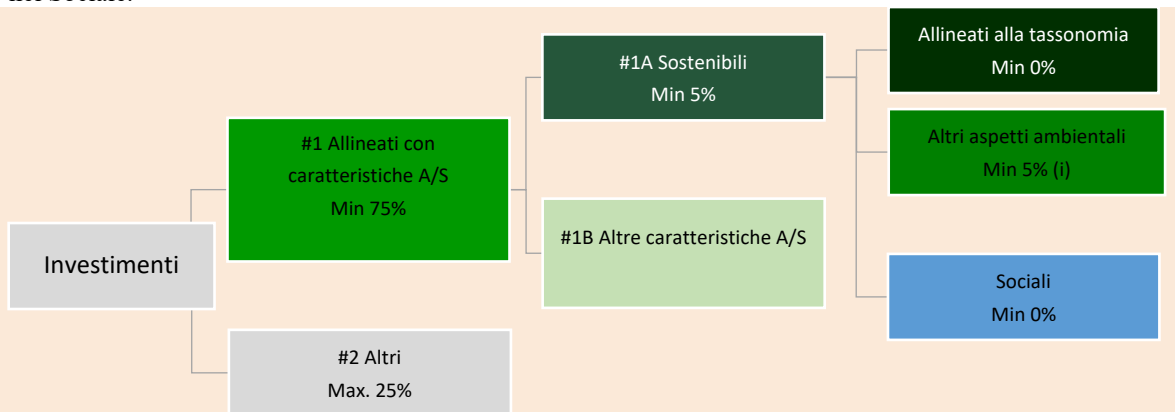 Investimenti
#1 Allineati con
caratteristiche A/S
Min 75%
#2 Altri
Max. 25%
#1A Sostenibili
Min 5%
#1B Altre caratteristiche A/S
Allineati alla tassonomia
Min 0%
Altri aspetti ambientali
Min 5% (i)
Sociali
Min 0%